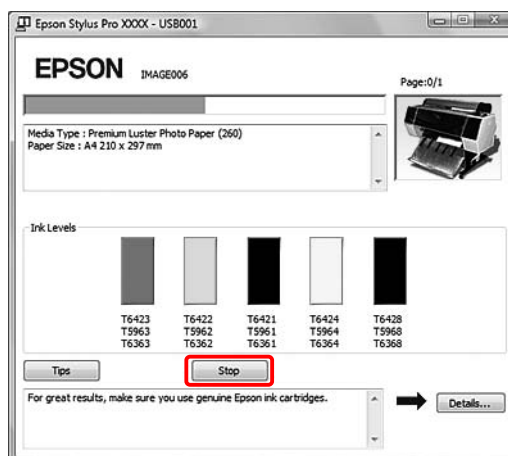 Epson Stylus Pro XXXX - USB001
EPSON IMAGE006
Page:0/1
Media Type : Premium Luster Photo Paper (260)
Paper Size : A4 210 x 297 mm
Ink Levels
T6423 T6422 T6421 T6424 T6428
T5963 T5962 T5961 T5964 T5968
T6363 T6362 T6361 T6364 T6368
Tips Stop
For great results, make sure you use genuine Epson ink cartridges.
Details...